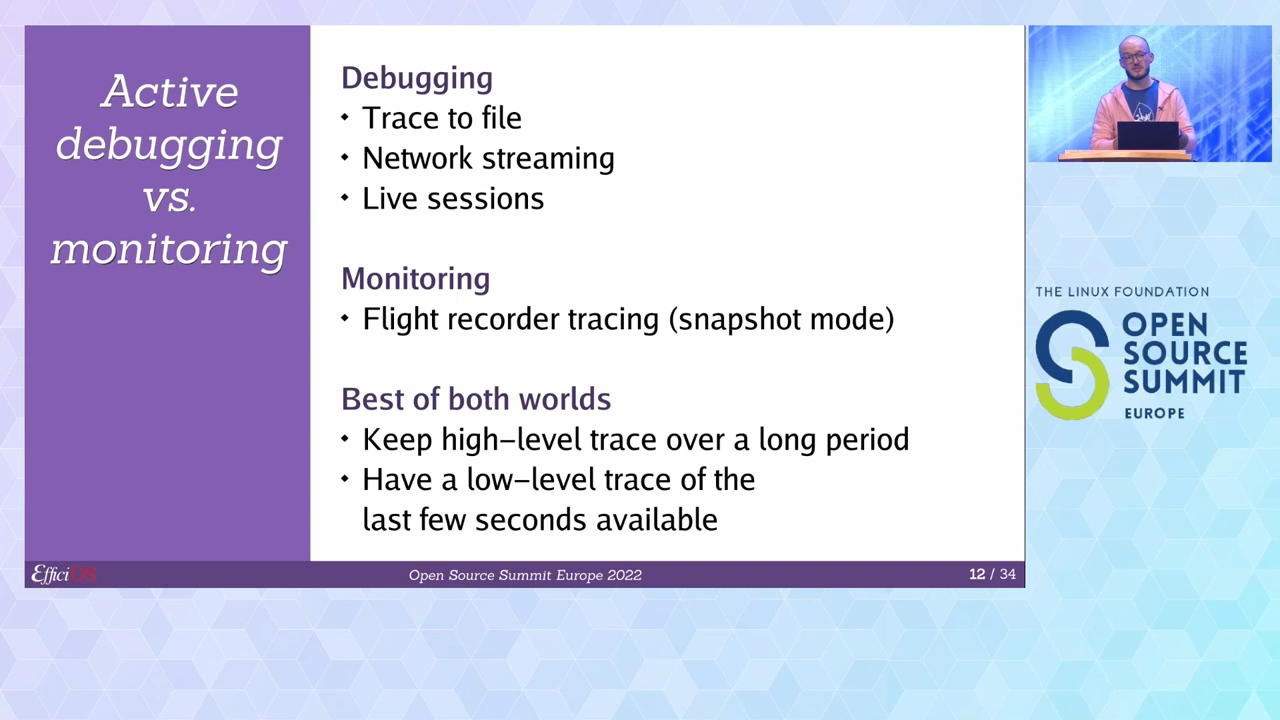 Active
debugging
vs.
monitoring
Debugging
• Trace to file
• Network streaming
• Live sessions
Monitoring
• Flight recorder tracing (snapshot mode)
Best of both worlds
• Keep high–level trace over a long period
• Have a low–level trace of the
last few seconds available
EfficiOS
Open Source Summit Europe 2022
12 / 34
THE LINUX FOUNDATION
OPEN
SOURCE
SUMMIT
EUROPE